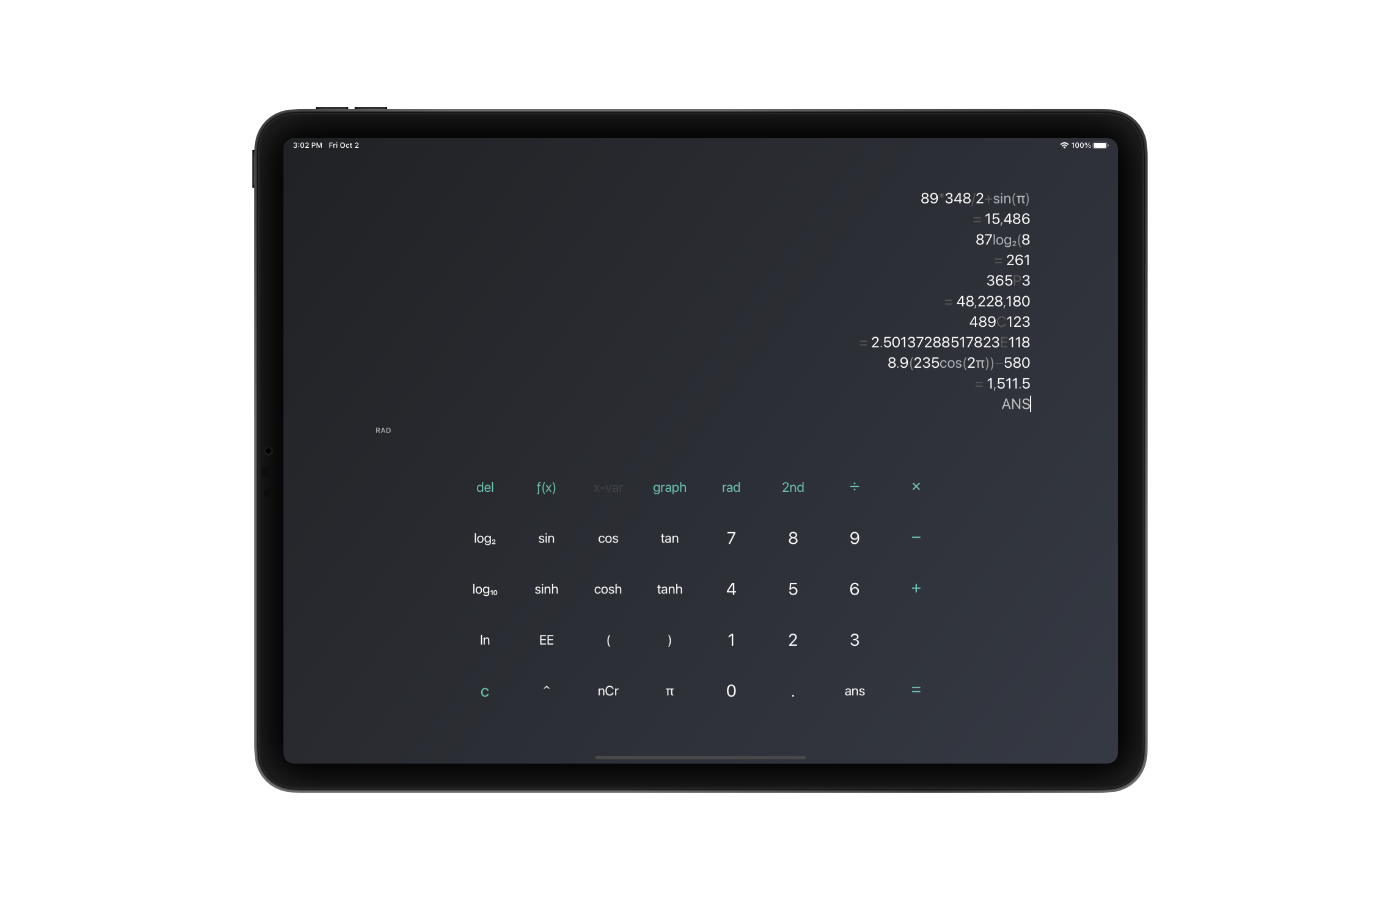 3:02 PM Fri Oct 2 100%
89*348/2+sin(π)
= 15,486
87log₂(8
= 261
365P3
= 48,228,180
489C123
= 2.50137288517823E118
8.9(235cos(2π))−580
= 1,511.5
ANS
RAD
del ƒ(x) x-var graph rad 2nd ÷ ×
log₂ sin cos tan 7 8 9 −
log₁₀ sinh cosh tanh 4 5 6 +
ln EE ( ) 1 2 3
c ^ nCr π 0 . ans =